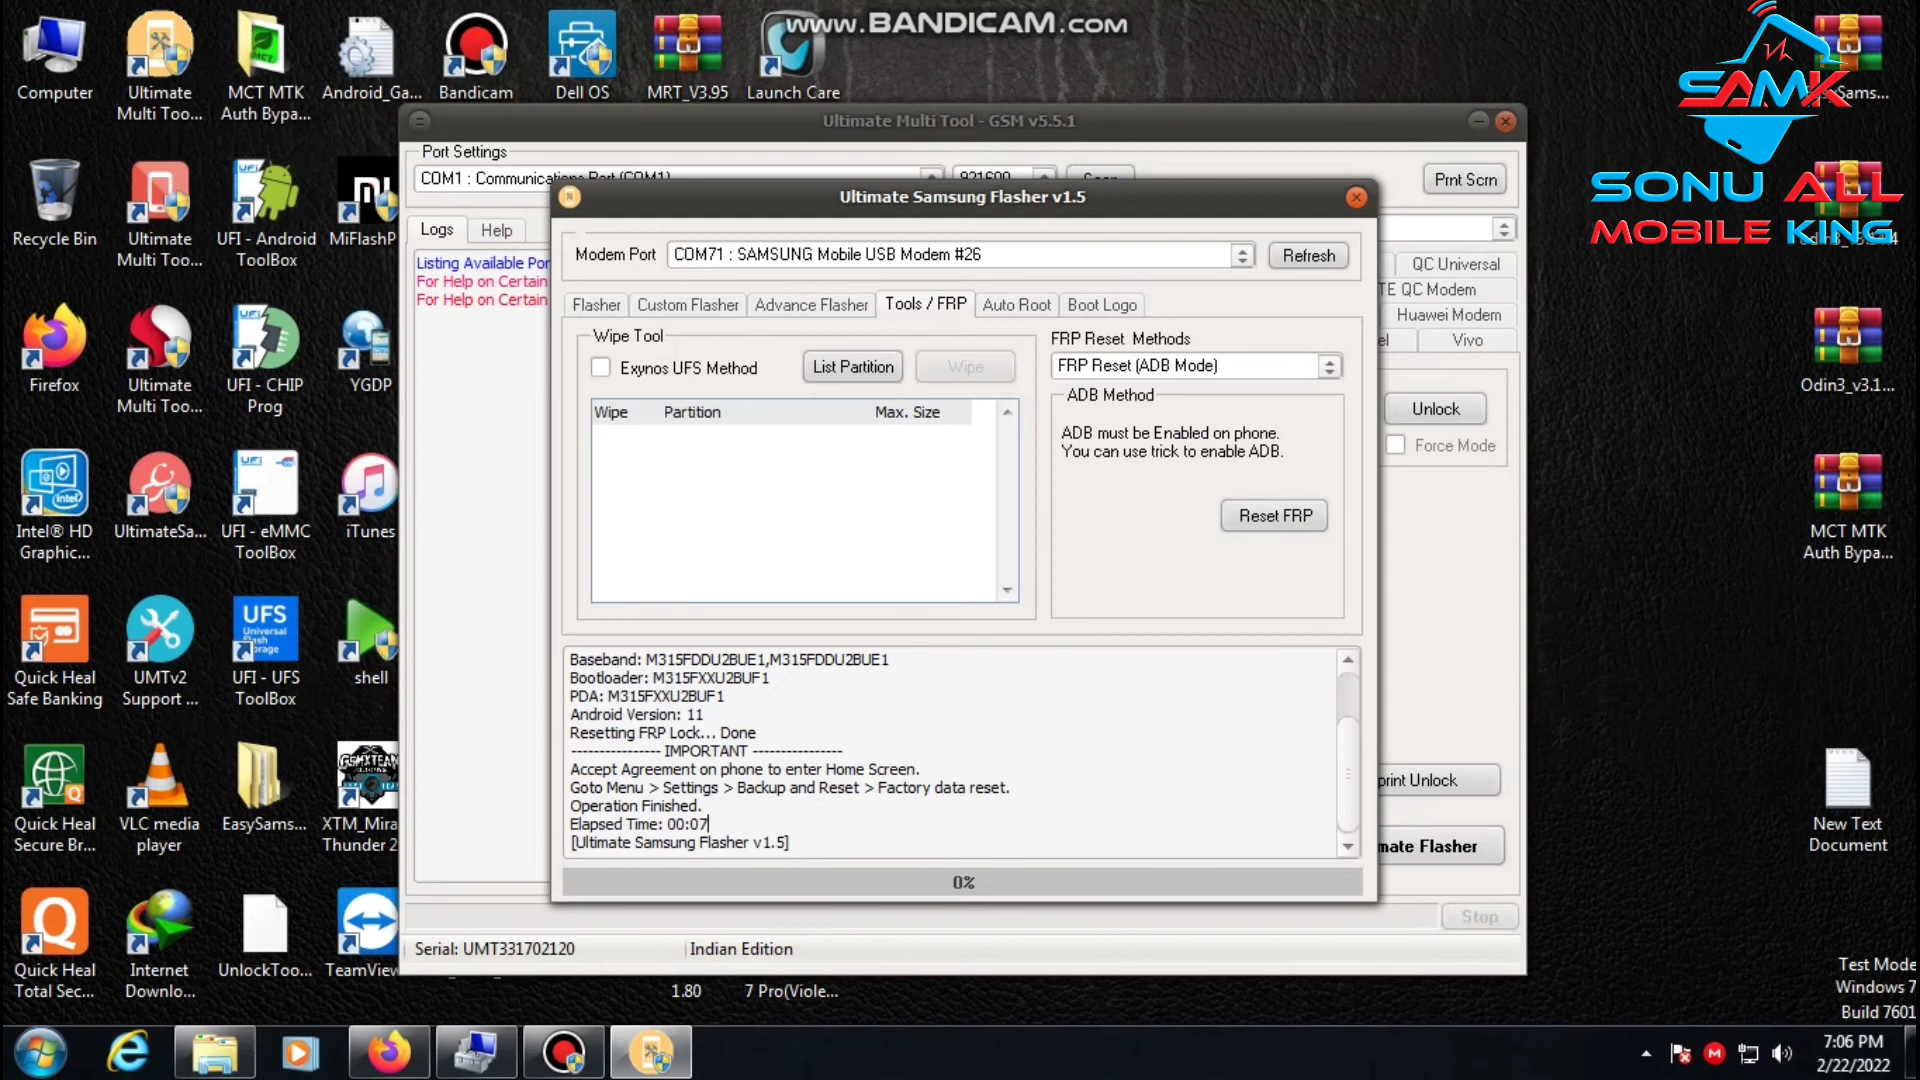 www.BANDICAM.com
Computer
Ultimate
Multi Too...
MCT MTK
Auth Bypa...
Android_Ga...
Bandicam
Dell OS
MRT_V3.95
Launch Care
SAMK
SONU ALL
MOBILE KING
Recycle Bin
Ultimate
Multi Too...
UFI - Android
ToolBox
MiFlashP
Firefox
Ultimate
Multi Too...
UFI - CHIP
Prog
YGDP
Odin3_v3.1...
Intel® HD
Graphic...
UltimateSa...
UFI - eMMC
ToolBox
iTunes
MCT MTK
Auth Bypa...
Quick Heal
Safe Banking
UMTv2
Support ...
UFS
Universal
Flash
UFI - UFS
ToolBox
shell
Quick Heal
Secure Br...
VLC media
player
EasySams...
XTM_Mira
Thunder 2
New Text
Document
Quick Heal
Total Sec...
Internet
Downlo...
UnlockToo...
TeamView
1.80
7 Pro(Viole...
Ultimate Multi Tool - GSM v5.5.1
Port Settings
COM1 : Communications Port (COM1)
921600
Scan
Prnt Scrn
Logs
Help
Listing Available Por
For Help on Certain
For Help on Certain
QC Universal
TE QC Modem
Huawei Modem
el
Vivo
Unlock
Force Mode
print Unlock
mate Flasher
Stop
Serial: UMT331702120
Indian Edition
Ultimate Samsung Flasher v1.5
Modem Port
COM71 : SAMSUNG Mobile USB Modem #26
Refresh
Flasher
Custom Flasher
Advance Flasher
Tools / FRP
Auto Root
Boot Logo
Wipe Tool
Exynos UFS Method
List Partition
Wipe
Wipe
Partition
Max. Size
FRP Reset Methods
FRP Reset (ADB Mode)
ADB Method
ADB must be Enabled on phone.
You can use trick to enable ADB.
Reset FRP
Baseband: M315FDDU2BUE1,M315FDDU2BUE1
Bootloader: M315FXXU2BUF1
PDA: M315FXXU2BUF1
Android Version: 11
Resetting FRP Lock... Done
---------------- IMPORTANT ----------------
Accept Agreement on phone to enter Home Screen.
Goto Menu > Settings > Backup and Reset > Factory data reset.
Operation Finished.
Elapsed Time: 00:07
[Ultimate Samsung Flasher v1.5]
0%
Test Mode
Windows 7
Build 7601
7:06 PM
2/22/2022